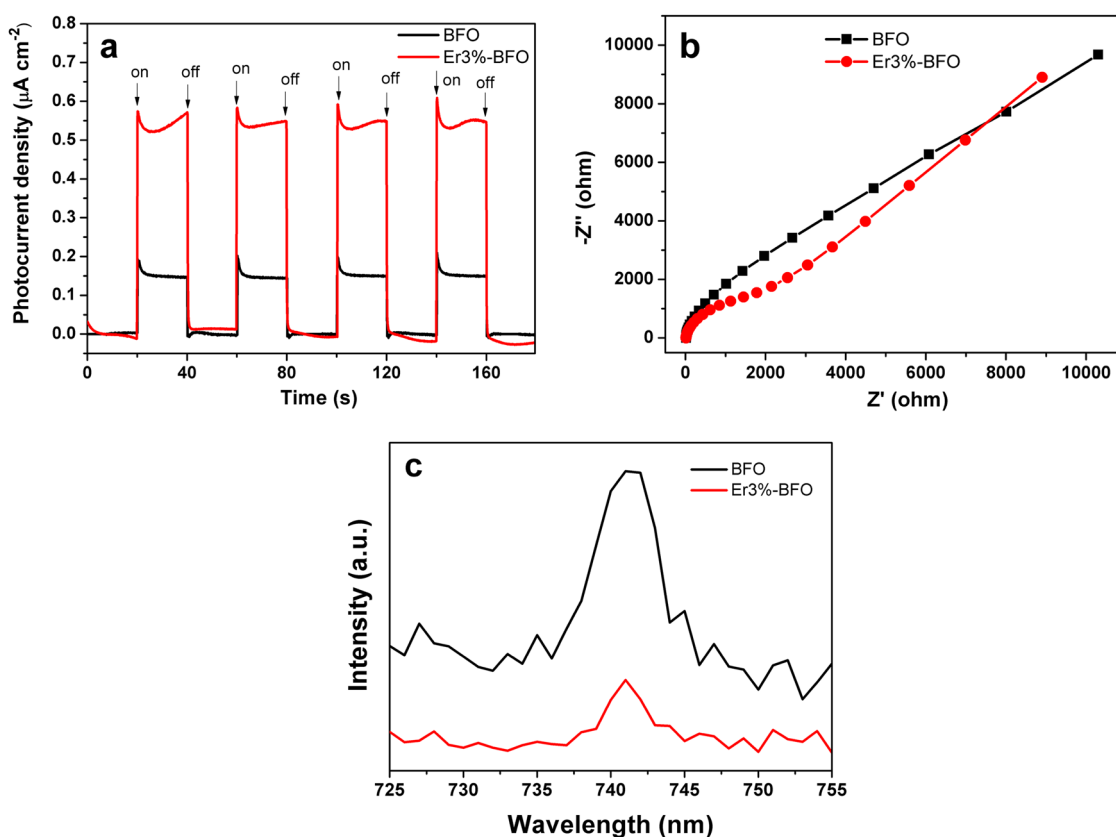 a
BFO
Er3%-BFO
on off on off on off on off
0.8
0.7
0.6
0.5
0.4
0.3
0.2
0.1
0.0
Photocurrent density (μA cm⁻²)
0 40 80 120 160
Time (s)
b
BFO
Er3%-BFO
10000
8000
6000
4000
2000
0
-Z'' (ohm)
0 2000 4000 6000 8000 10000
Z' (ohm)
c
BFO
Er3%-BFO
Intensity (a.u.)
725 730 735 740 745 750 755
Wavelength (nm)